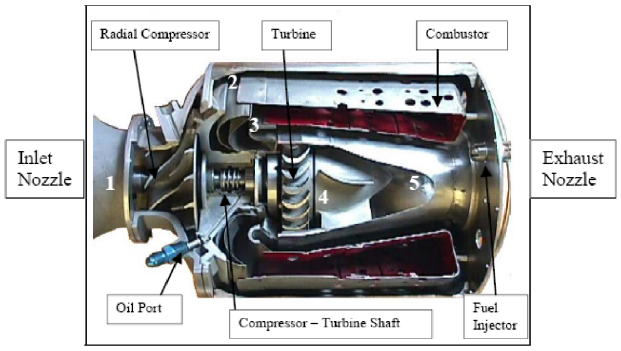 Radial Compressor
Turbine
Combustor
2
3
Inlet
Nozzle
1
4
5
Exhaust
Nozzle
Oil Port
Compressor – Turbine Shaft
Fuel
Injector